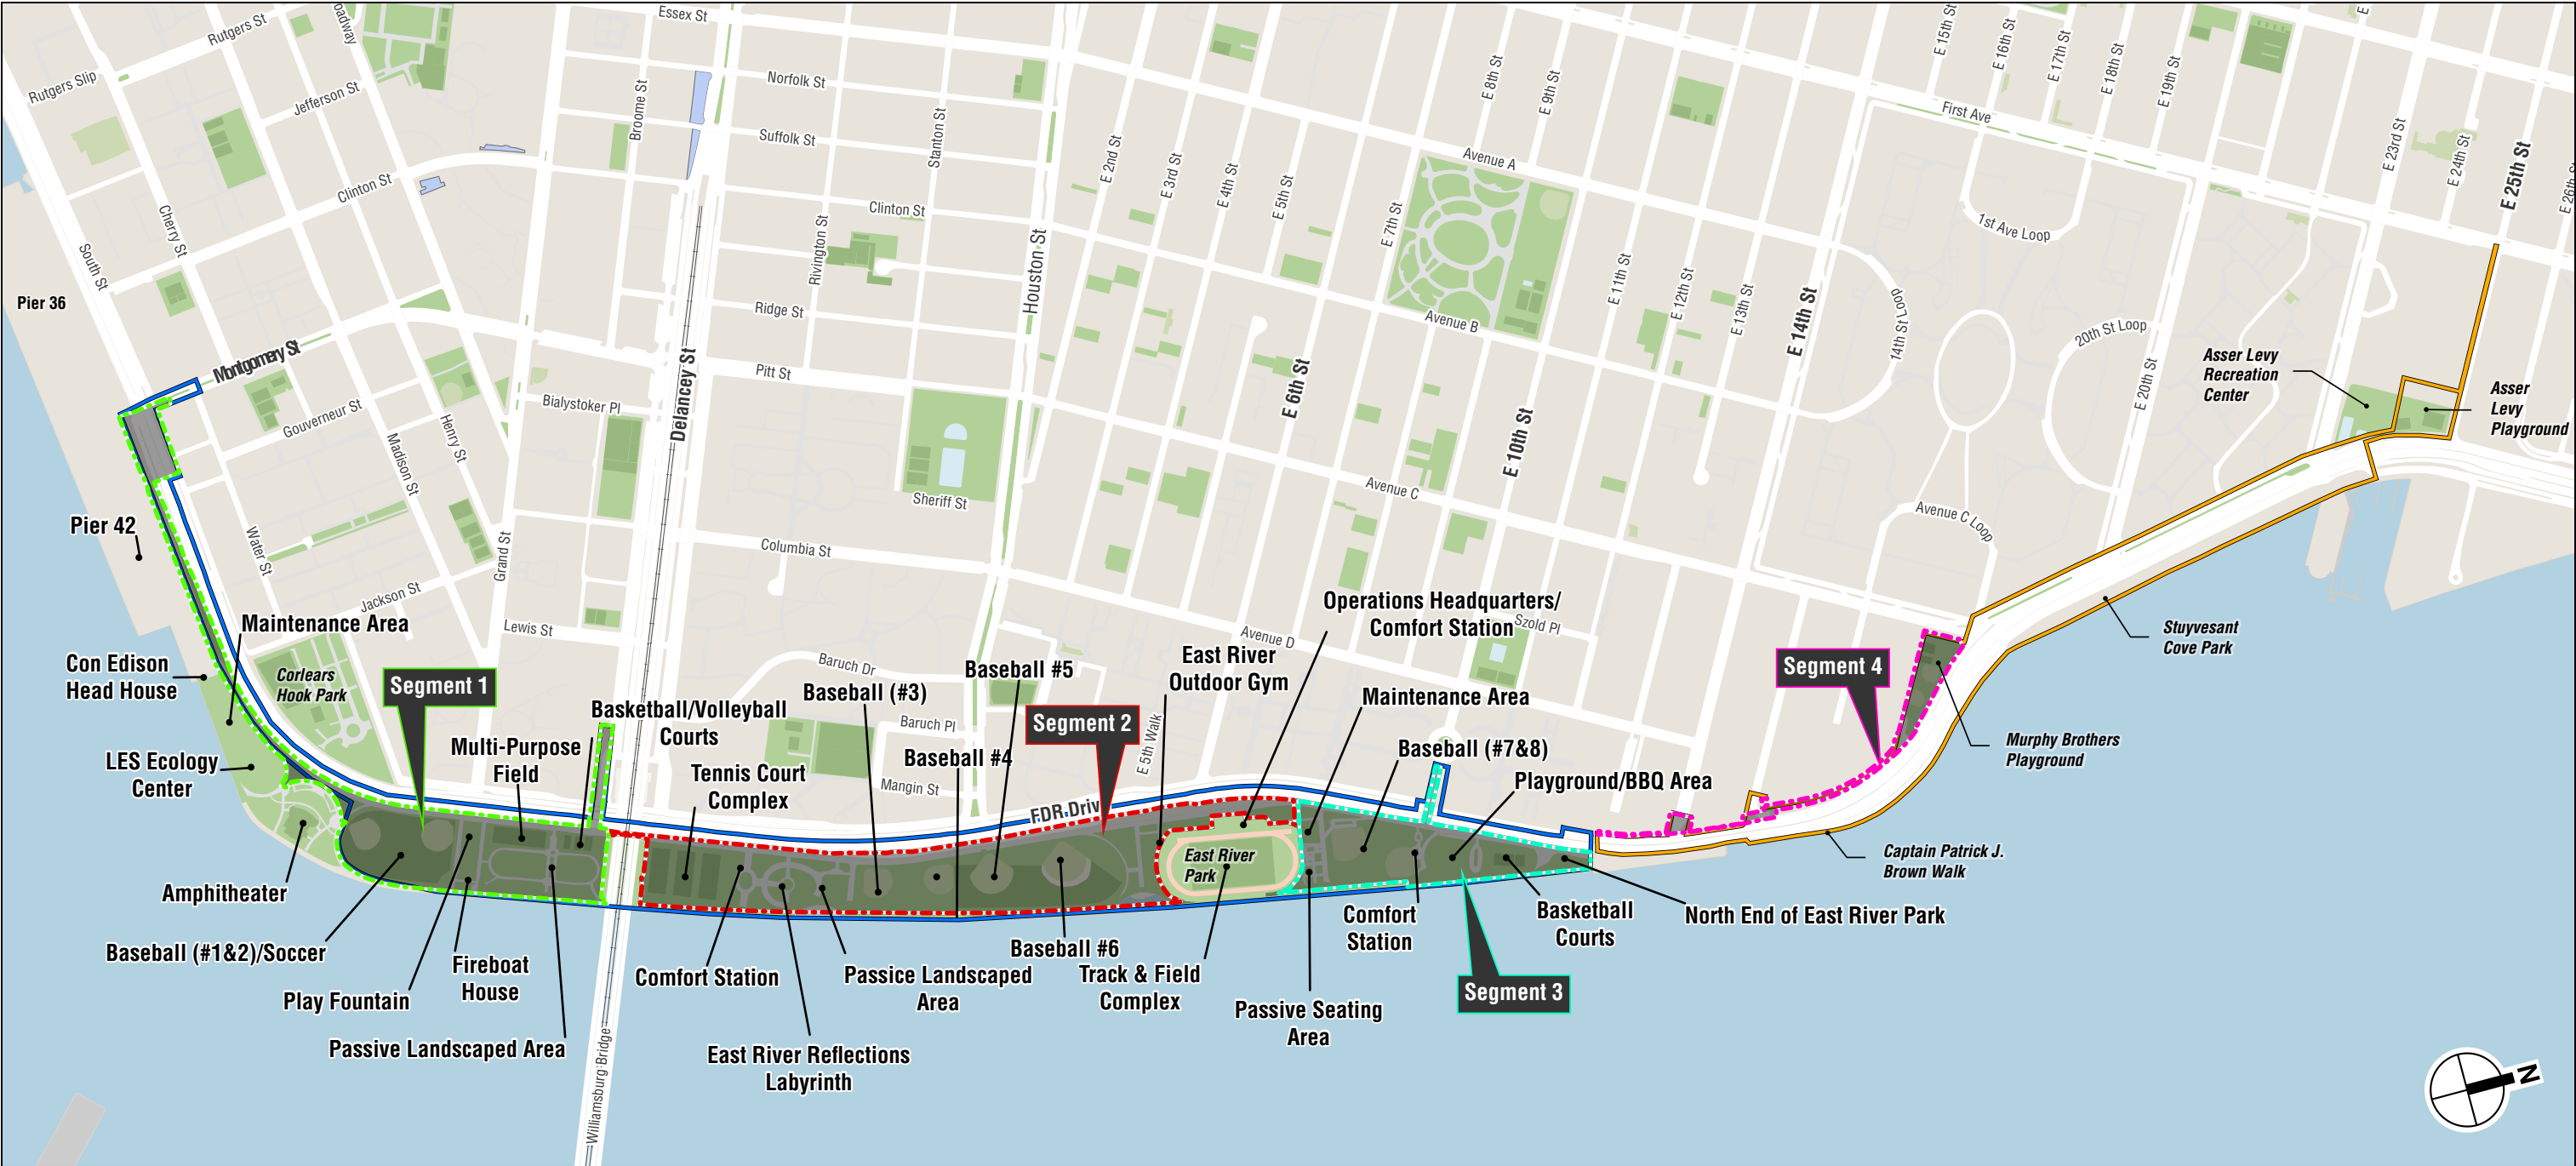 Essex St
Rutgers St
Broadway
Rutgers Slip
Jefferson St
Broome St
Norfolk St
Suffolk St
Stanton St
Clinton St
Clinton St
Cherry St
South St
Pier 36
Rivington St
Ridge St
Houston St
E 2nd St
E 3rd St
E 4th St
E 5th St
E 7th St
E 8th St
E 9th St
Avenue A
First Ave
E 15th St
E 16th St
E 17th St
E 18th St
E 19th St
E 23rd St
E 24th St
E 25th St
E 26th S
1st Ave Loop
E 11th St
E 12th St
E 13th St
E 14th St
14th St Loop
20th St Loop
E 20th St
Avenue B
Montgomery St
Gouverneur St
Madison St
Henry St
Bialystoker Pl
Delancey St
Pitt St
E 6th St
E 10th St
Asser Levy
Recreation
Center
Asser
Levy
Playground
Avenue C
Avenue C Loop
Sheriff St
Pier 42
Water St
Grand St
Columbia St
Jackson St
Lewis St
Maintenance Area
Con Edison
Head House
Corlears
Hook Park
Segment 1
LES Ecology
Center
Multi-Purpose
Field
Basketball/Volleyball
Courts
Tennis Court
Complex
Baruch Dr
Baseball (#3)
Baseball #5
Baruch Pl
Baseball #4
Mangin St
Segment 2
FDR Driv
E 5th Walk
East River
Outdoor Gym
Avenue D
Operations Headquarters/
Comfort Station
Szold Pl
Maintenance Area
Baseball (#7&8)
Playground/BBQ Area
Segment 4
Stuyvesant
Cove Park
Murphy Brothers
Playground
Captain Patrick J.
Brown Walk
East River
Park
Amphitheater
Baseball (#1&2)/Soccer
Play Fountain
Fireboat
House
Passive Landscaped Area
Williamsburg Bridge
Comfort Station
East River Reflections
Labyrinth
Passice Landscaped
Area
Baseball #6
Track & Field
Complex
Passive Seating
Area
Comfort
Station
Segment 3
Basketball
Courts
North End of East River Park
N